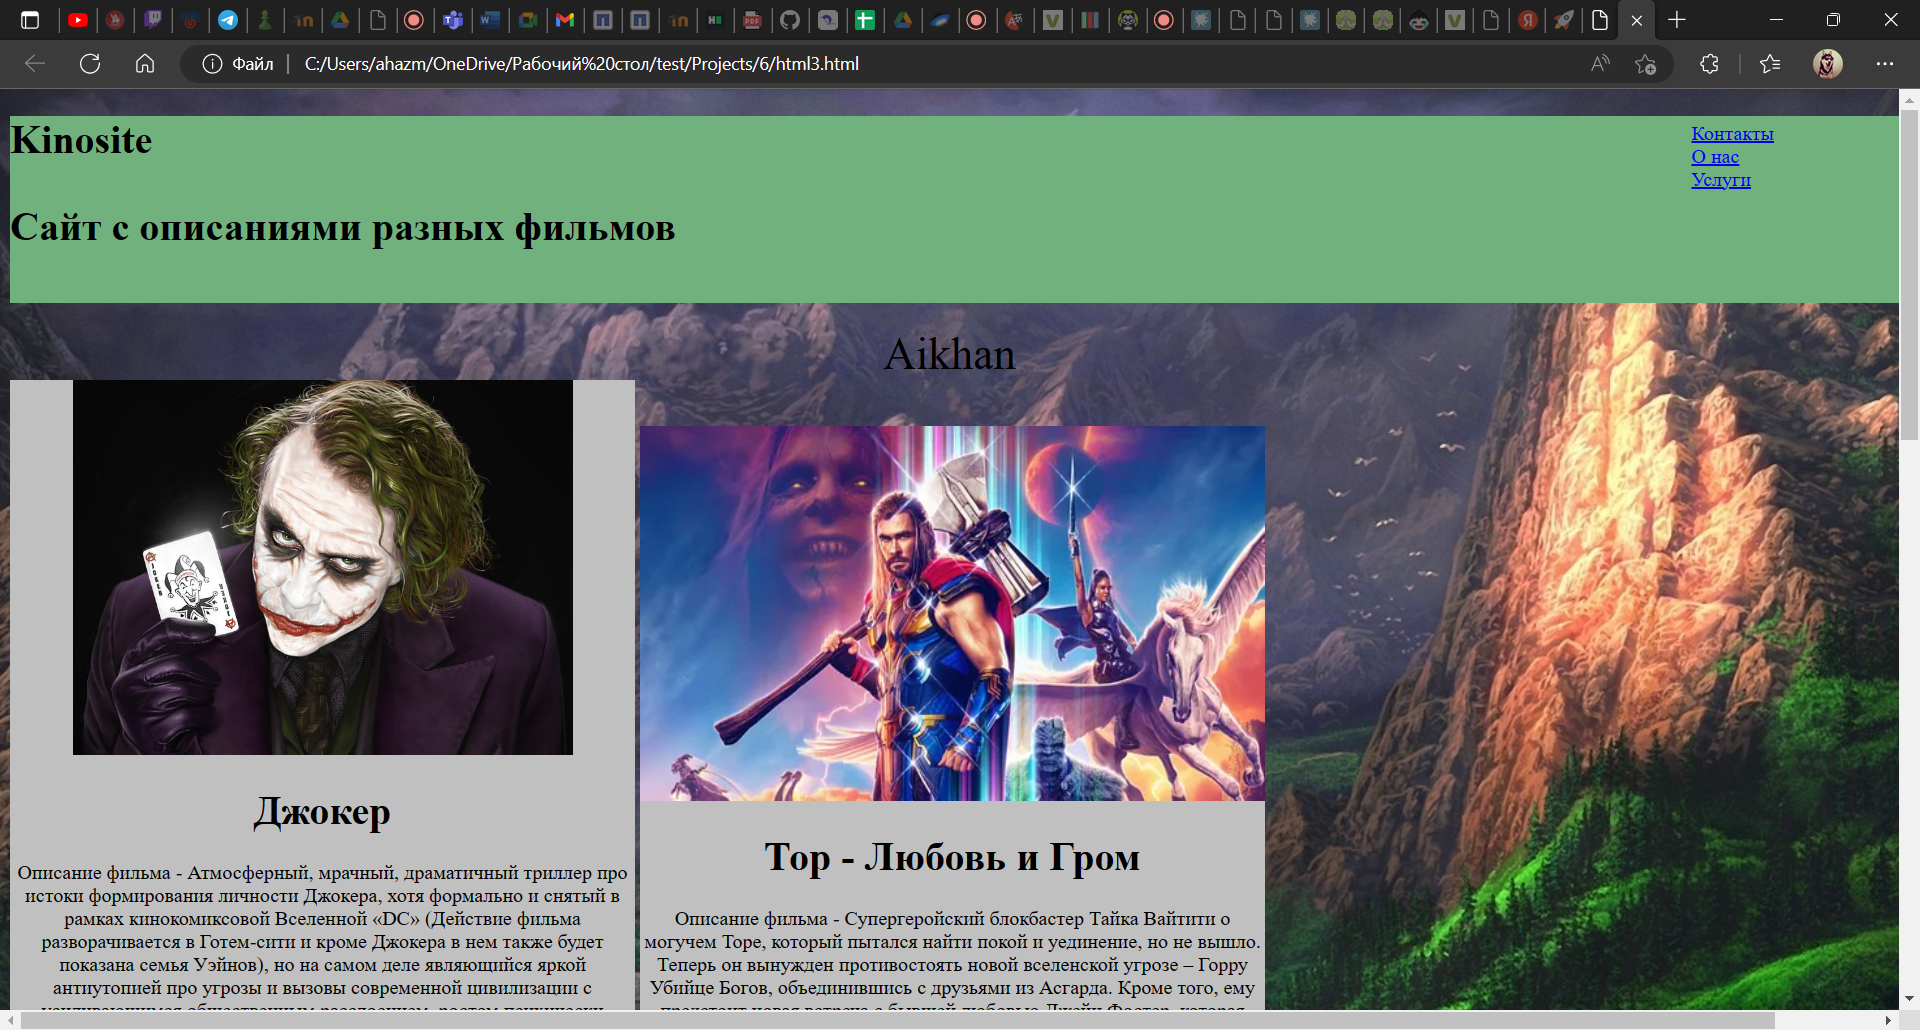 Файл
C:/Users/ahazm/OneDrive/Рабочий%20стол/test/Projects/6/html3.html
Kinosite
Контакты
О нас
Услуги
Сайт с описаниями разных фильмов
Aikhan
Джокер
Описание фильма - Атмосферный, мрачный, драматичный триллер про
истоки формирования личности Джокера, хотя формально и снятый в
рамках кинокомиксовой Вселенной «DC» (Действие фильма
разворачивается в Готем-сити и кроме Джокера в нем также будет
показана семья Уэйнов), но на самом деле являющийся яркой
антиутопией про угрозы и вызовы современной цивилизации с
Тор - Любовь и Гром
Описание фильма - Супергеройский блокбастер Тайка Вайтити о
могучем Торе, который пытался найти покой и уединение, но не вышло.
Теперь он вынужден противостоять новой вселенской угрозе – Горру
Убийце Богов, объединившись с друзьями из Асгарда. Кроме того, ему